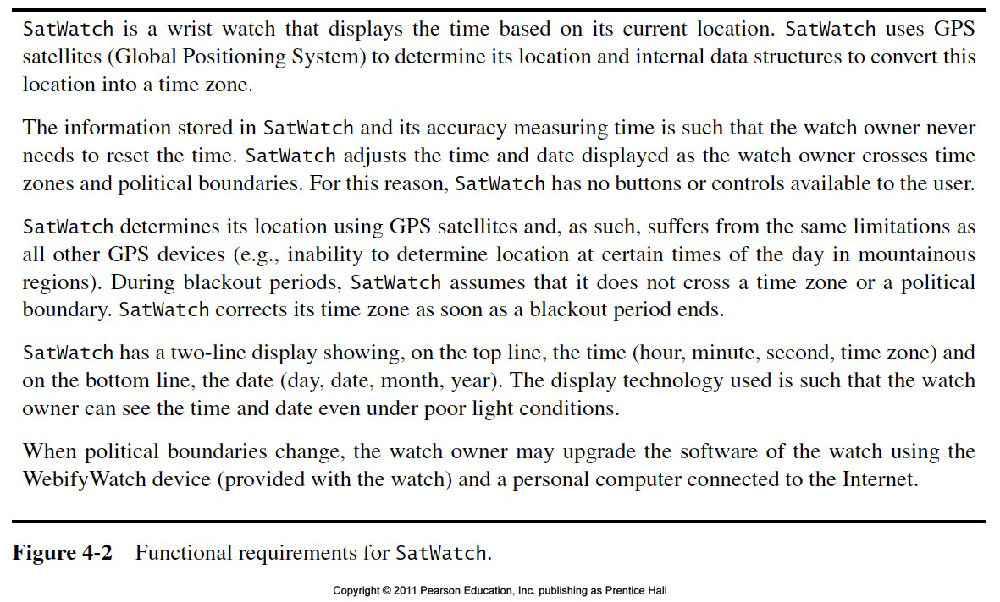 SatWatch is a wrist watch that displays the time based on its current location. SatWatch uses GPS
satellites (Global Positioning System) to determine its location and internal data structures to convert this
location into a time zone.
The information stored in SatWatch and its accuracy measuring time is such that the watch owner never
needs to reset the time. SatWatch adjusts the time and date displayed as the watch owner crosses time
zones and political boundaries. For this reason, SatWatch has no buttons or controls available to the user.
SatWatch determines its location using GPS satellites and, as such, suffers from the same limitations as
all other GPS devices (e.g., inability to determine location at certain times of the day in mountainous
regions). During blackout periods, SatWatch assumes that it does not cross a time zone or a political
boundary. SatWatch corrects its time zone as soon as a blackout period ends.
SatWatch has a two-line display showing, on the top line, the time (hour, minute, second, time zone) and
on the bottom line, the date (day, date, month, year). The display technology used is such that the watch
owner can see the time and date even under poor light conditions.
When political boundaries change, the watch owner may upgrade the software of the watch using the
WebifyWatch device (provided with the watch) and a personal computer connected to the Internet.
Figure 4-2 Functional requirements for SatWatch.
Copyright © 2011 Pearson Education, Inc. publishing as Prentice Hall